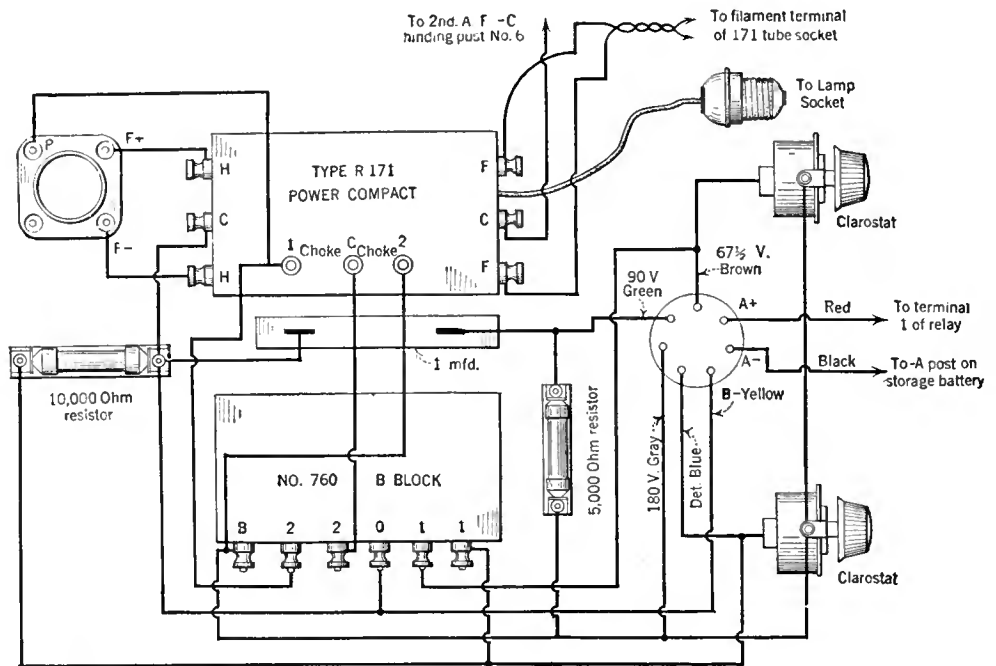 To 2nd. A F -C
hinding pust No. 6
To filament terminal
of 171 tube socket
To Lamp
Socket
P
F+
F-
H
C
H
TYPE R 171
POWER COMPACT
1 Choke C Choke 2
F
C
F
Clarostat
67½ V.
Brown
90 V
Green
A+
Red
To terminal
1 of relay
A-
Black
To-A post on
storage battery
1 mfd.
10,000 Ohm
resistor
B-Yellow
5,000 Ohm resistor
180 V. Gray
Det. Blue
NO. 760 B BLOCK
8 2 2 0 1 1
Clarostat